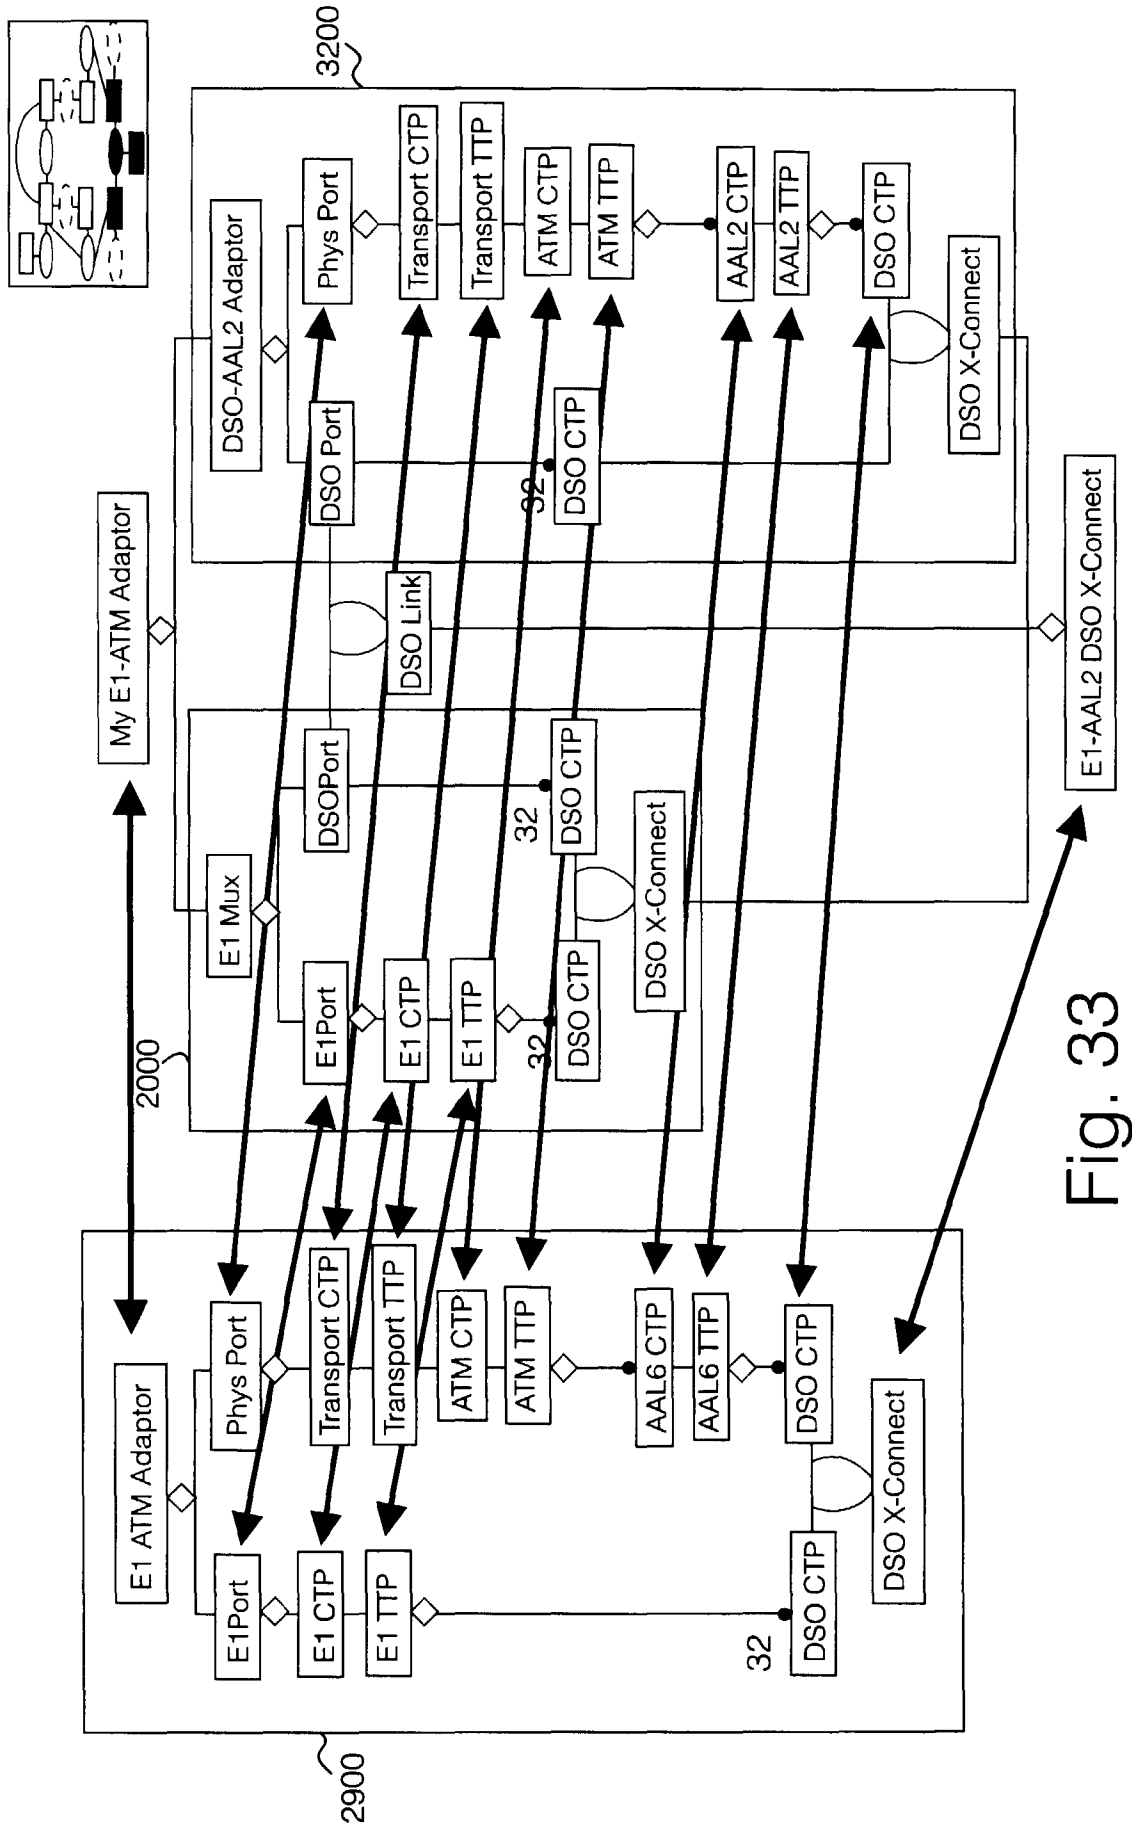 My E1-ATM Adaptor
2000
3200
2900
E1 ATM Adaptor
E1Port
Phys Port
E1 CTP
Transport CTP
E1 TTP
Transport TTP
ATM CTP
ATM TTP
AAL6 CTP
AAL6 TTP
32
DSO CTP
DSO CTP
DSO X-Connect
E1 Mux
E1Port
DSOPort
E1 CTP
E1 TTP
32
32
DSO CTP
DSO CTP
DSO X-Connect
DSO Link
DSO-AAL2 Adaptor
DSO Port
Phys Port
Transport CTP
Transport TTP
ATM CTP
ATM TTP
32
DSO CTP
AAL2 CTP
AAL2 TTP
DSO CTP
DSO X-Connect
E1-AAL2 DSO X-Connect
Fig. 33